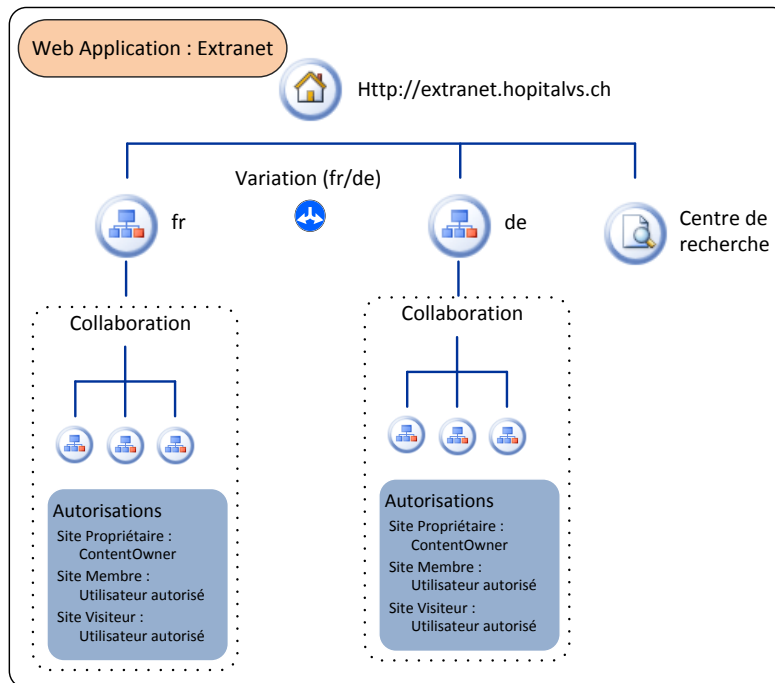 Web Application : Extranet
Http://extranet.hopitalvs.ch
Variation (fr/de)
fr
de
Centre de
recherche
Collaboration
Autorisations
Site Propriétaire :
ContentOwner
Site Membre :
Utilisateur autorisé
Site Visiteur :
Utilisateur autorisé
Collaboration
Autorisations
Site Propriétaire :
ContentOwner
Site Membre :
Utilisateur autorisé
Site Visiteur :
Utilisateur autorisé